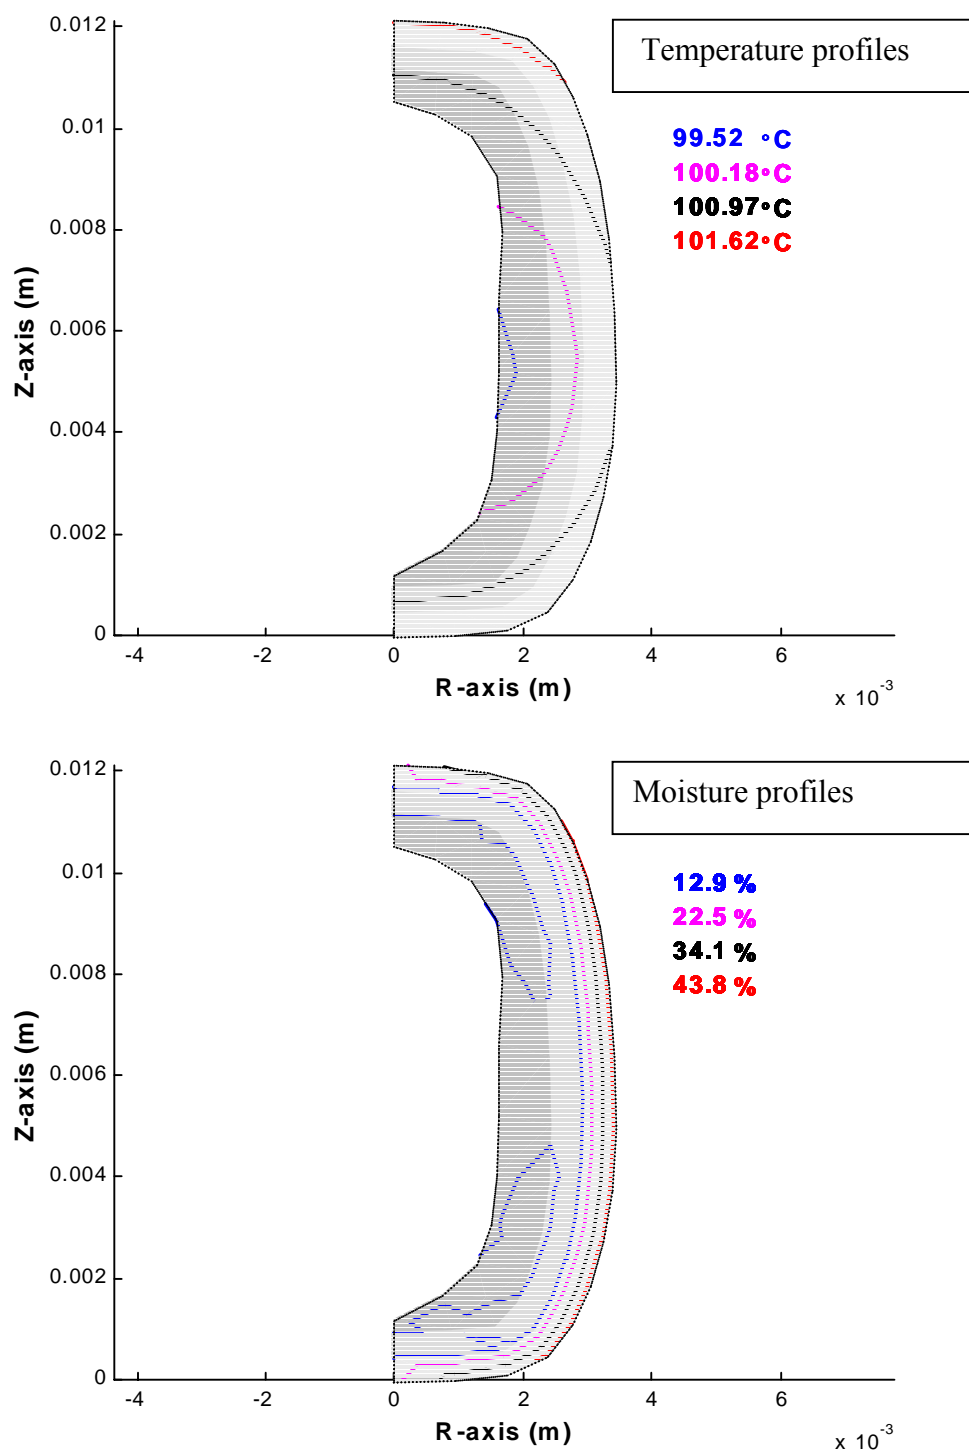 0.012
Temperature profiles
0.01
99.52 °C
100.18°C
100.97°C
101.62°C
0.008
0.006
0.004
0.002
0
Z-axis (m)
-4 -2 0 2 4 6
R-axis (m)
x 10-3
0.012
Moisture profiles
0.01
12.9 %
22.5 %
34.1 %
43.8 %
0.008
0.006
0.004
0.002
0
Z-axis (m)
-4 -2 0 2 4 6
R-axis (m)
x 10-3